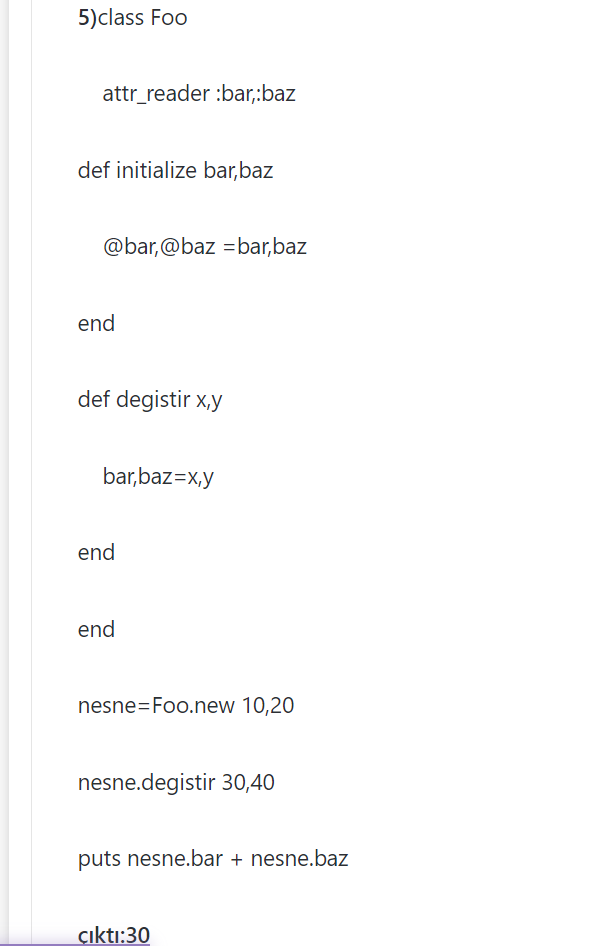 5)class Foo
attr_reader :bar,:baz
def initialize bar,baz
@bar,@baz =bar,baz
end
def degistir x,y
bar,baz=x,y
end
end
nesne=Foo.new 10,20
nesne.degistir 30,40
puts nesne.bar + nesne.baz
çıktı:30